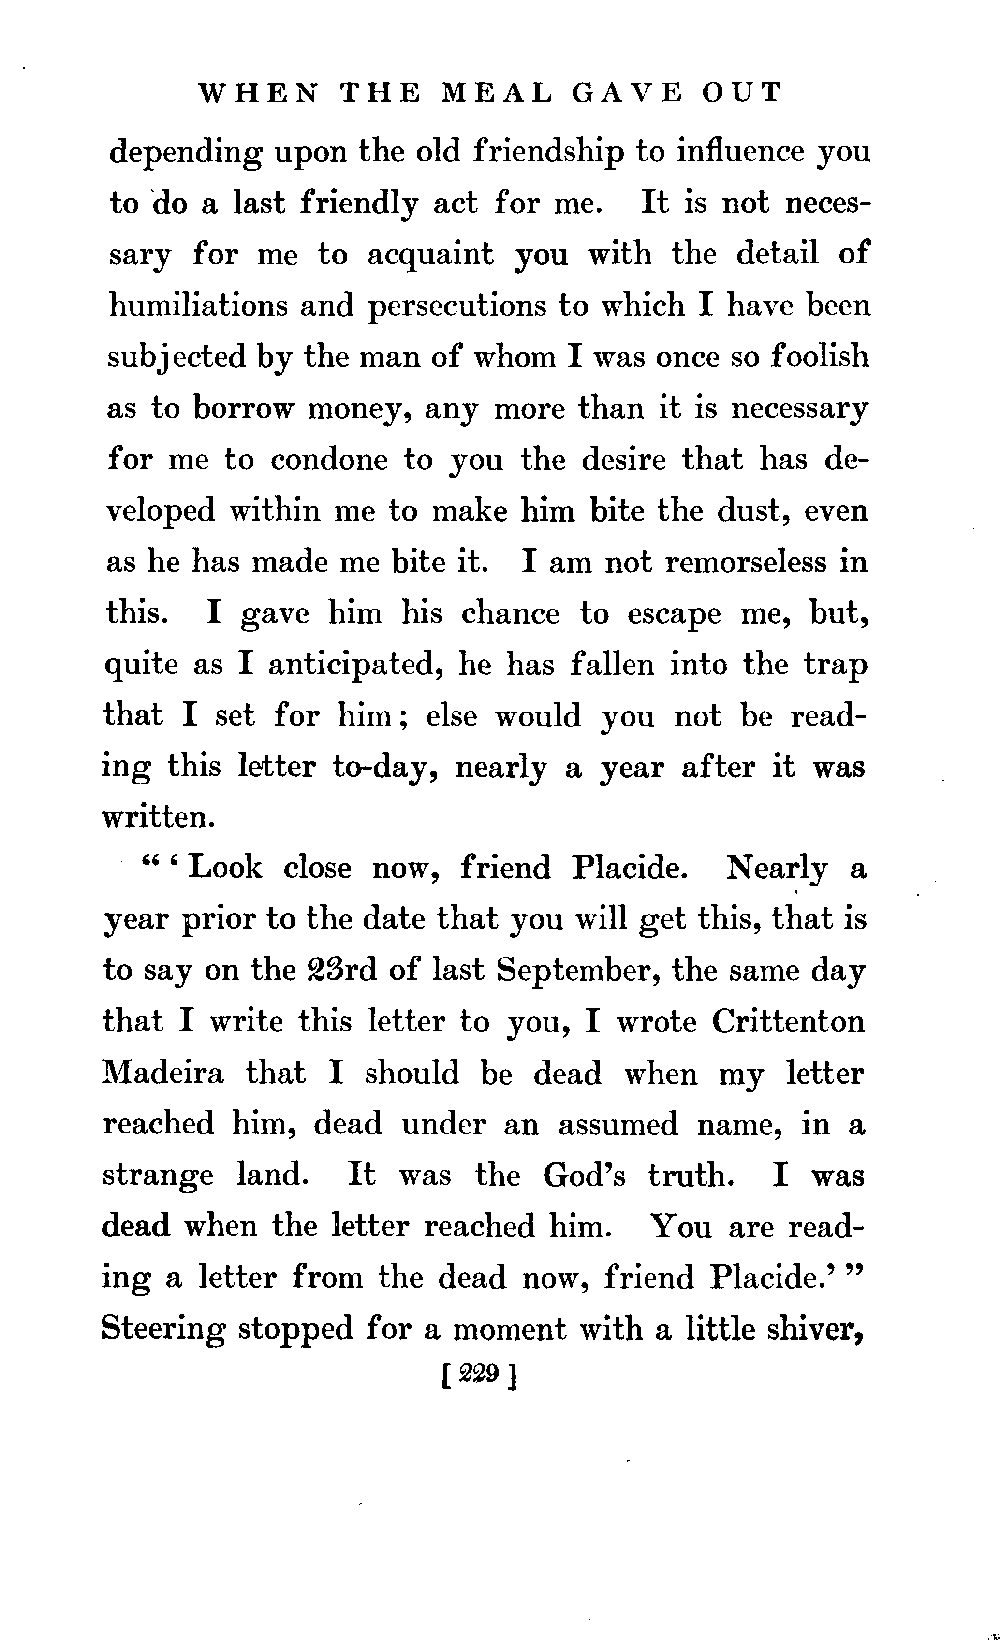 WHEN THE MEAL GAVE OUT
depending upon the old friendship to influence you
to do a last friendly act for me. It is not neces-
sary for me to acquaint you with the detail of
humiliations and persecutions to which I have been
subjected by the man of whom I was once so foolish
as to borrow money, any more than it is necessary
for me to condone to you the desire that has de-
veloped within me to make him bite the dust, even
as he has made me bite it. I am not remorseless in
this. I gave him his chance to escape me, but,
quite as I anticipated, he has fallen into the trap
that I set for him; else would you not be read-
ing this letter to-day, nearly a year after it was
written.
“ ‘ Look close now, friend Placide. Nearly a
year prior to the date that you will get this, that is
to say on the 23rd of last September, the same day
that I write this letter to you, I wrote Crittenton
Madeira that I should be dead when my letter
reached him, dead under an assumed name, in a
strange land. It was the God’s truth. I was
dead when the letter reached him. You are read-
ing a letter from the dead now, friend Placide.’ ”
Steering stopped for a moment with a little shiver,
[ 229 ]